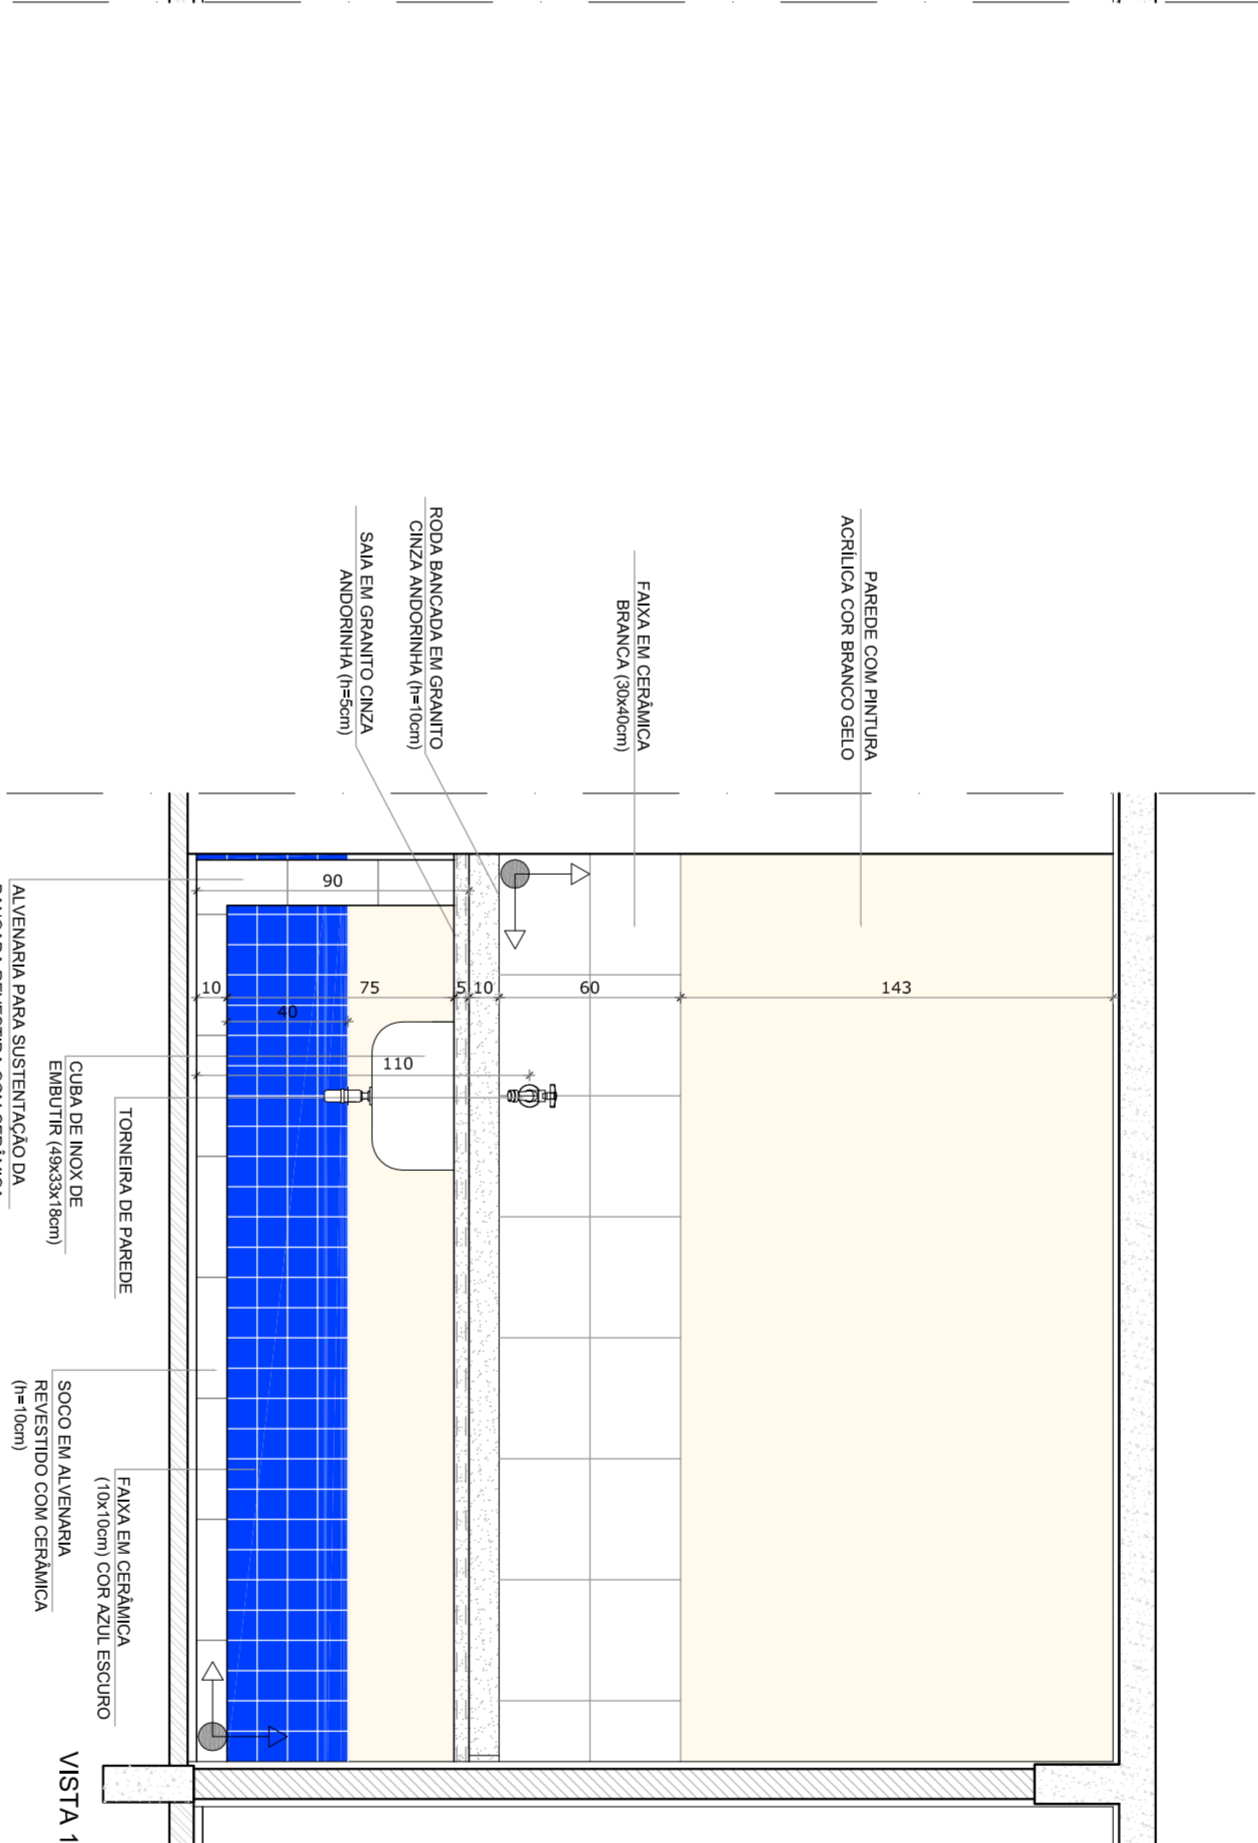 PAREDE COM PINTURA
ACRÍLICA COR BRANCO GELO
FAIXA EM CERÂMICA
BRANCA (30x40cm)
RODA BANCADA EM GRANITO
CINZA ANDORINHA (h=10cm)
SAIA EM GRANITO CINZA
ANDORINHA (h=5cm)
143
60
10
5
75
10
40
90
110
ALVENARIA PARA SUSTENTAÇÃO DA
CUBA DE INOX DE
EMBUTIR (49x33x18cm)
TORNEIRA DE PAREDE
SOCO EM ALVENARIA
REVESTIDO COM CERÂMICA
(h=10cm)
FAIXA EM CERÂMICA
(10x10cm) COR AZUL ESCURO
VISTA 1